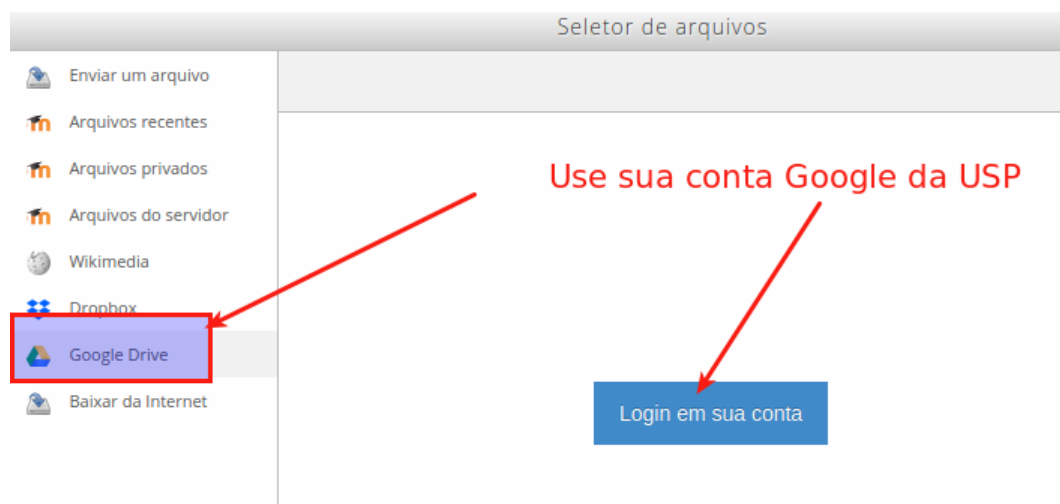 Seletor de arquivos
Enviar um arquivo
Arquivos recentes
Arquivos privados
Arquivos do servidor
Wikimedia
Dropbox
Google Drive
Baixar da Internet
Use sua conta Google da USP
Login em sua conta